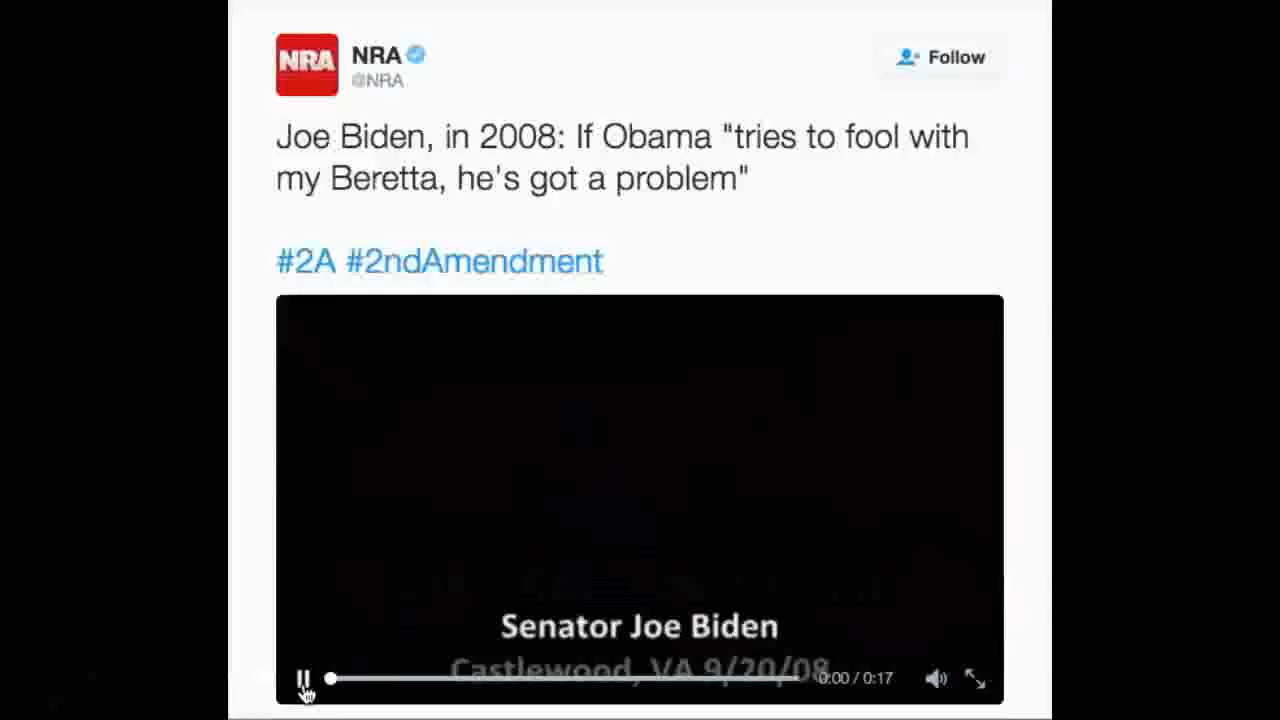 NRA
NRA
Follow
@NRA
Joe Biden, in 2008: If Obama "tries to fool with
my Beretta, he's got a problem"
#2A #2ndAmendment
Senator Joe Biden
Castlewood, VA 9/20/08
0:00 / 0:17